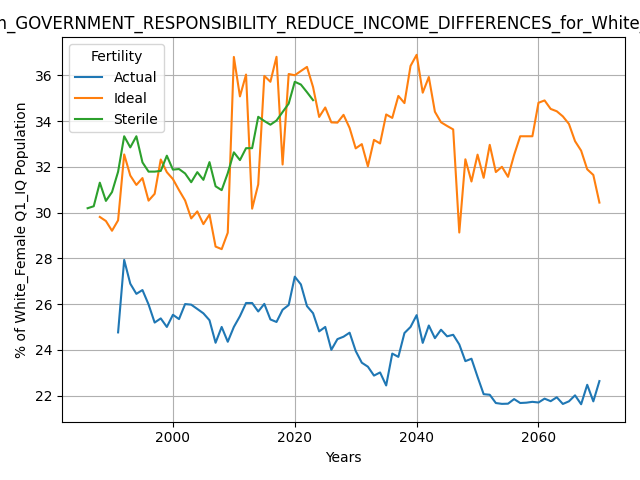 _GOVERNMENT_RESPONSIBILITY_REDUCE_INCOME_DIFFERENCES_for_White_
Fertility
Actual
Ideal
Sterile
% of White_Female Q1_IQ Population
36
34
32
30
28
26
24
22
2000
2020
2040
2060
Years